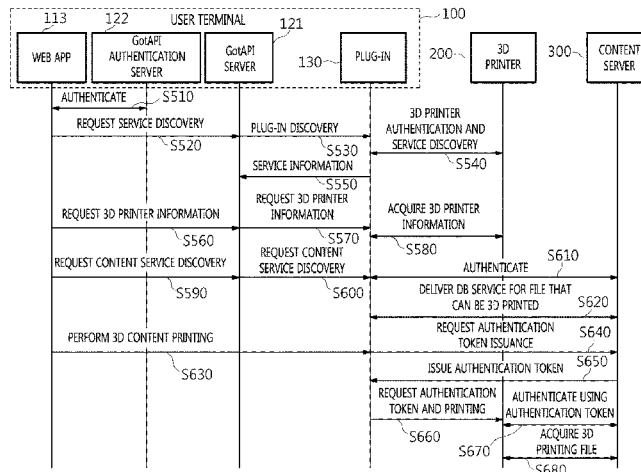 USER TERMINAL
100
113
122
121
130
200
300
WEB APP
GotAPI
AUTHENTICATION
SERVER
GotAPI
SERVER
PLUG-IN
3D
PRINTER
CONTENT
SERVER
AUTHENTICATE
S510
REQUEST SERVICE DISCOVERY
S520
PLUG-IN DISCOVERY
S530
3D PRINTER
AUTHENTICATION AND
SERVICE DISCOVERY
S540
SERVICE INFORMATION
S550
REQUEST 3D PRINTER INFORMATION
S560
REQUEST 3D PRINTER
INFORMATION
S570
ACQUIRE 3D PRINTER
INFORMATION
S580
REQUEST CONTENT SERVICE DISCOVERY
S590
REQUEST CONTENT
SERVICE DISCOVERY
S600
AUTHENTICATE
S610
DELIVER DB SERVICE FOR FILE THAT
CAN BE 3D PRINTED
S620
PERFORM 3D CONTENT PRINTING
S630
REQUEST AUTHENTICATION
TOKEN ISSUANCE
S640
S650
ISSUE AUTHENTICATION TOKEN
REQUEST AUTHENTICATION
TOKEN AND PRINTING
S660
AUTHENTICATE USING
AUTHENTICATION TOKEN
S670
ACQUIRE 3D
PRINTING FILE
S680